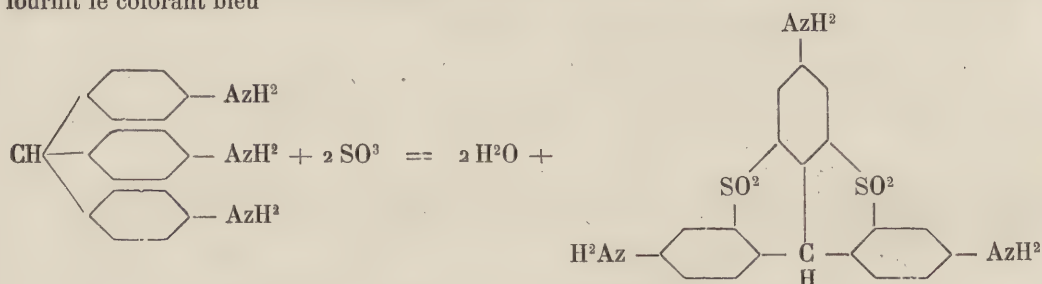 fournit le colorant bleu
AzH²
AzH²
CH AzH² + 2 SO³ == 2 H²O +
AzH²
SO² SO²
H²Az C AzH²
H